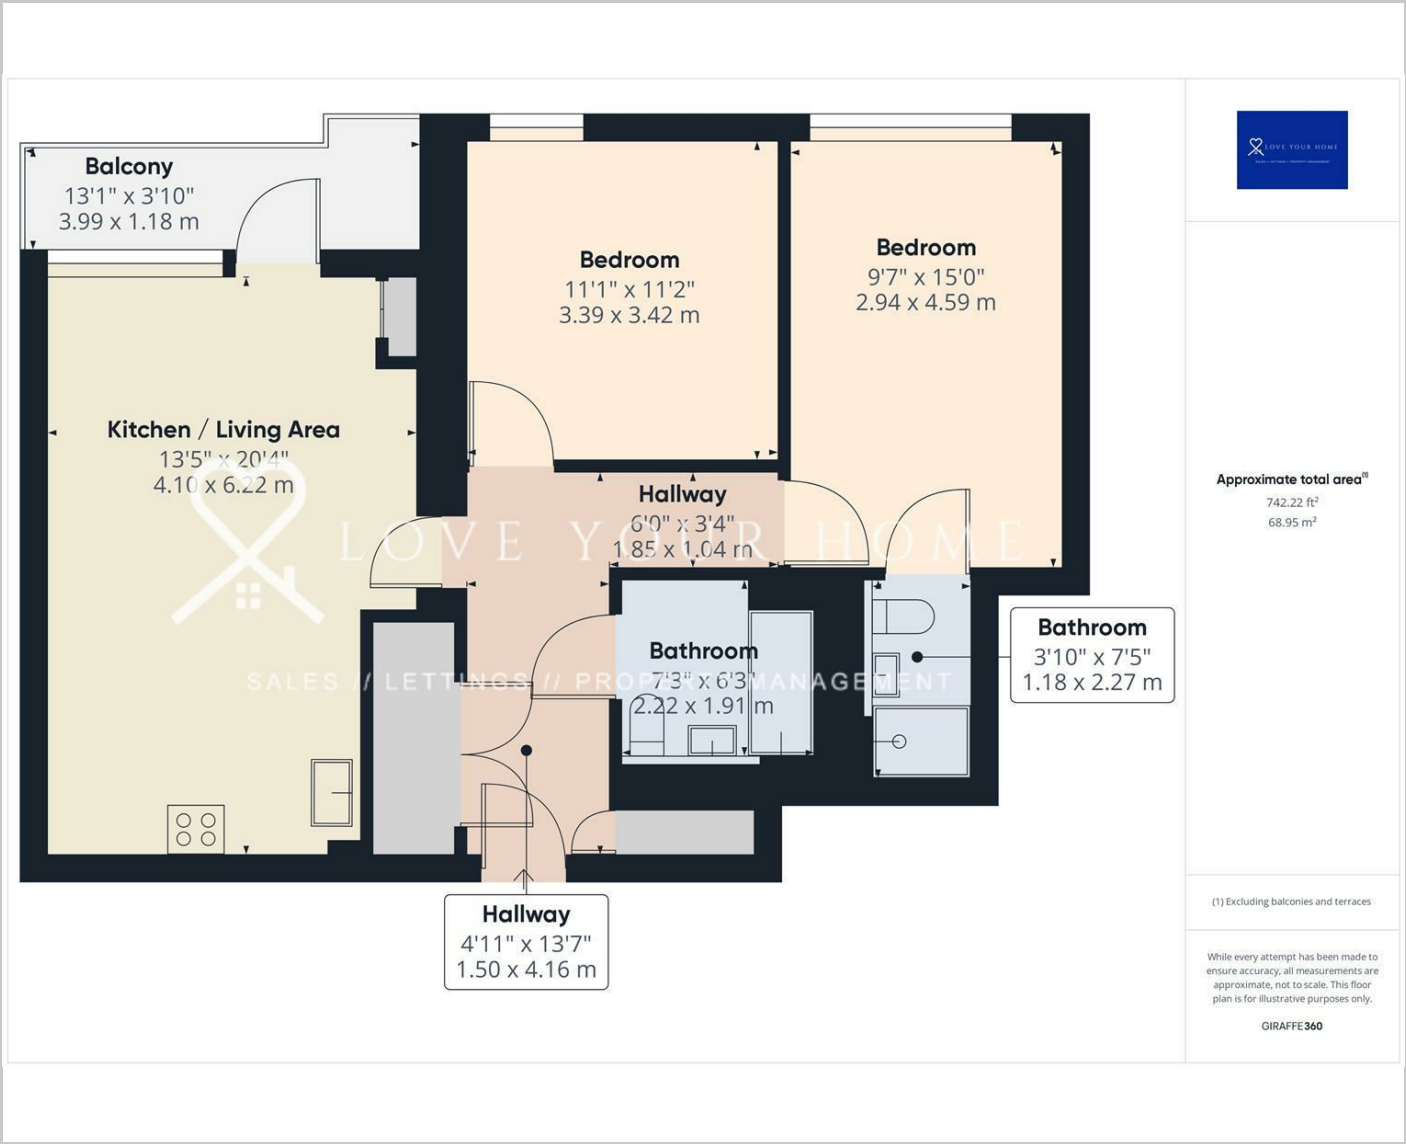 Balcony
13'1" x 3'10"
3.99 x 1.18 m
Bedroom
11'1" x 11'2"
3.39 x 3.42 m
Bedroom
9'7" x 15'0"
2.94 x 4.59 m
Kitchen / Living Area
13'5" x 20'4"
4.10 x 6.22 m
Hallway
6'0" x 3'4"
1.85 x 1.04 m
LOVE YOUR HOME
SALES // LETTINGS // PROPERTY MANAGEMENT
Bathroom
7'3" x 6'3"
2.22 x 1.91 m
Bathroom
3'10" x 7'5"
1.18 x 2.27 m
Hallway
4'11" x 13'7"
1.50 x 4.16 m
LOVE YOUR HOME
SALES // LETTINGS // PROPERTY MANAGEMENT
Approximate total area(1)
742.22 ft²
68.95 m²
(1) Excluding balconies and terraces
While every attempt has been made to
ensure accuracy, all measurements are
approximate, not to scale. This floor
plan is for illustrative purposes only.
GIRAFFE360